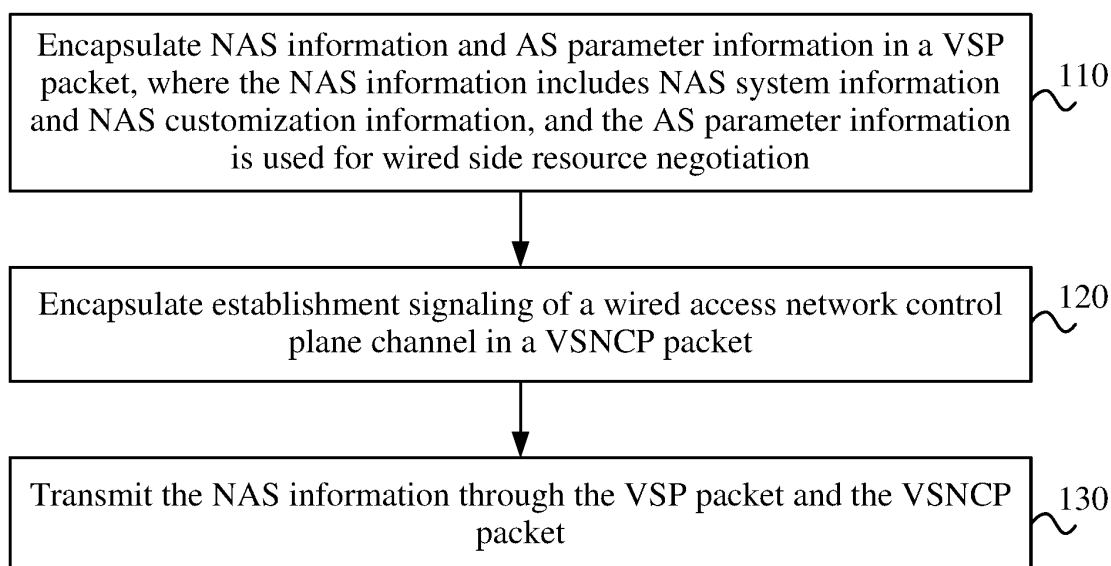 Encapsulate NAS information and AS parameter information in a VSP
packet, where the NAS information includes NAS system information
and NAS customization information, and the AS parameter information
is used for wired side resource negotiation
110
Encapsulate establishment signaling of a wired access network control
plane channel in a VSNCP packet
120
Transmit the NAS information through the VSP packet and the VSNCP
packet
130